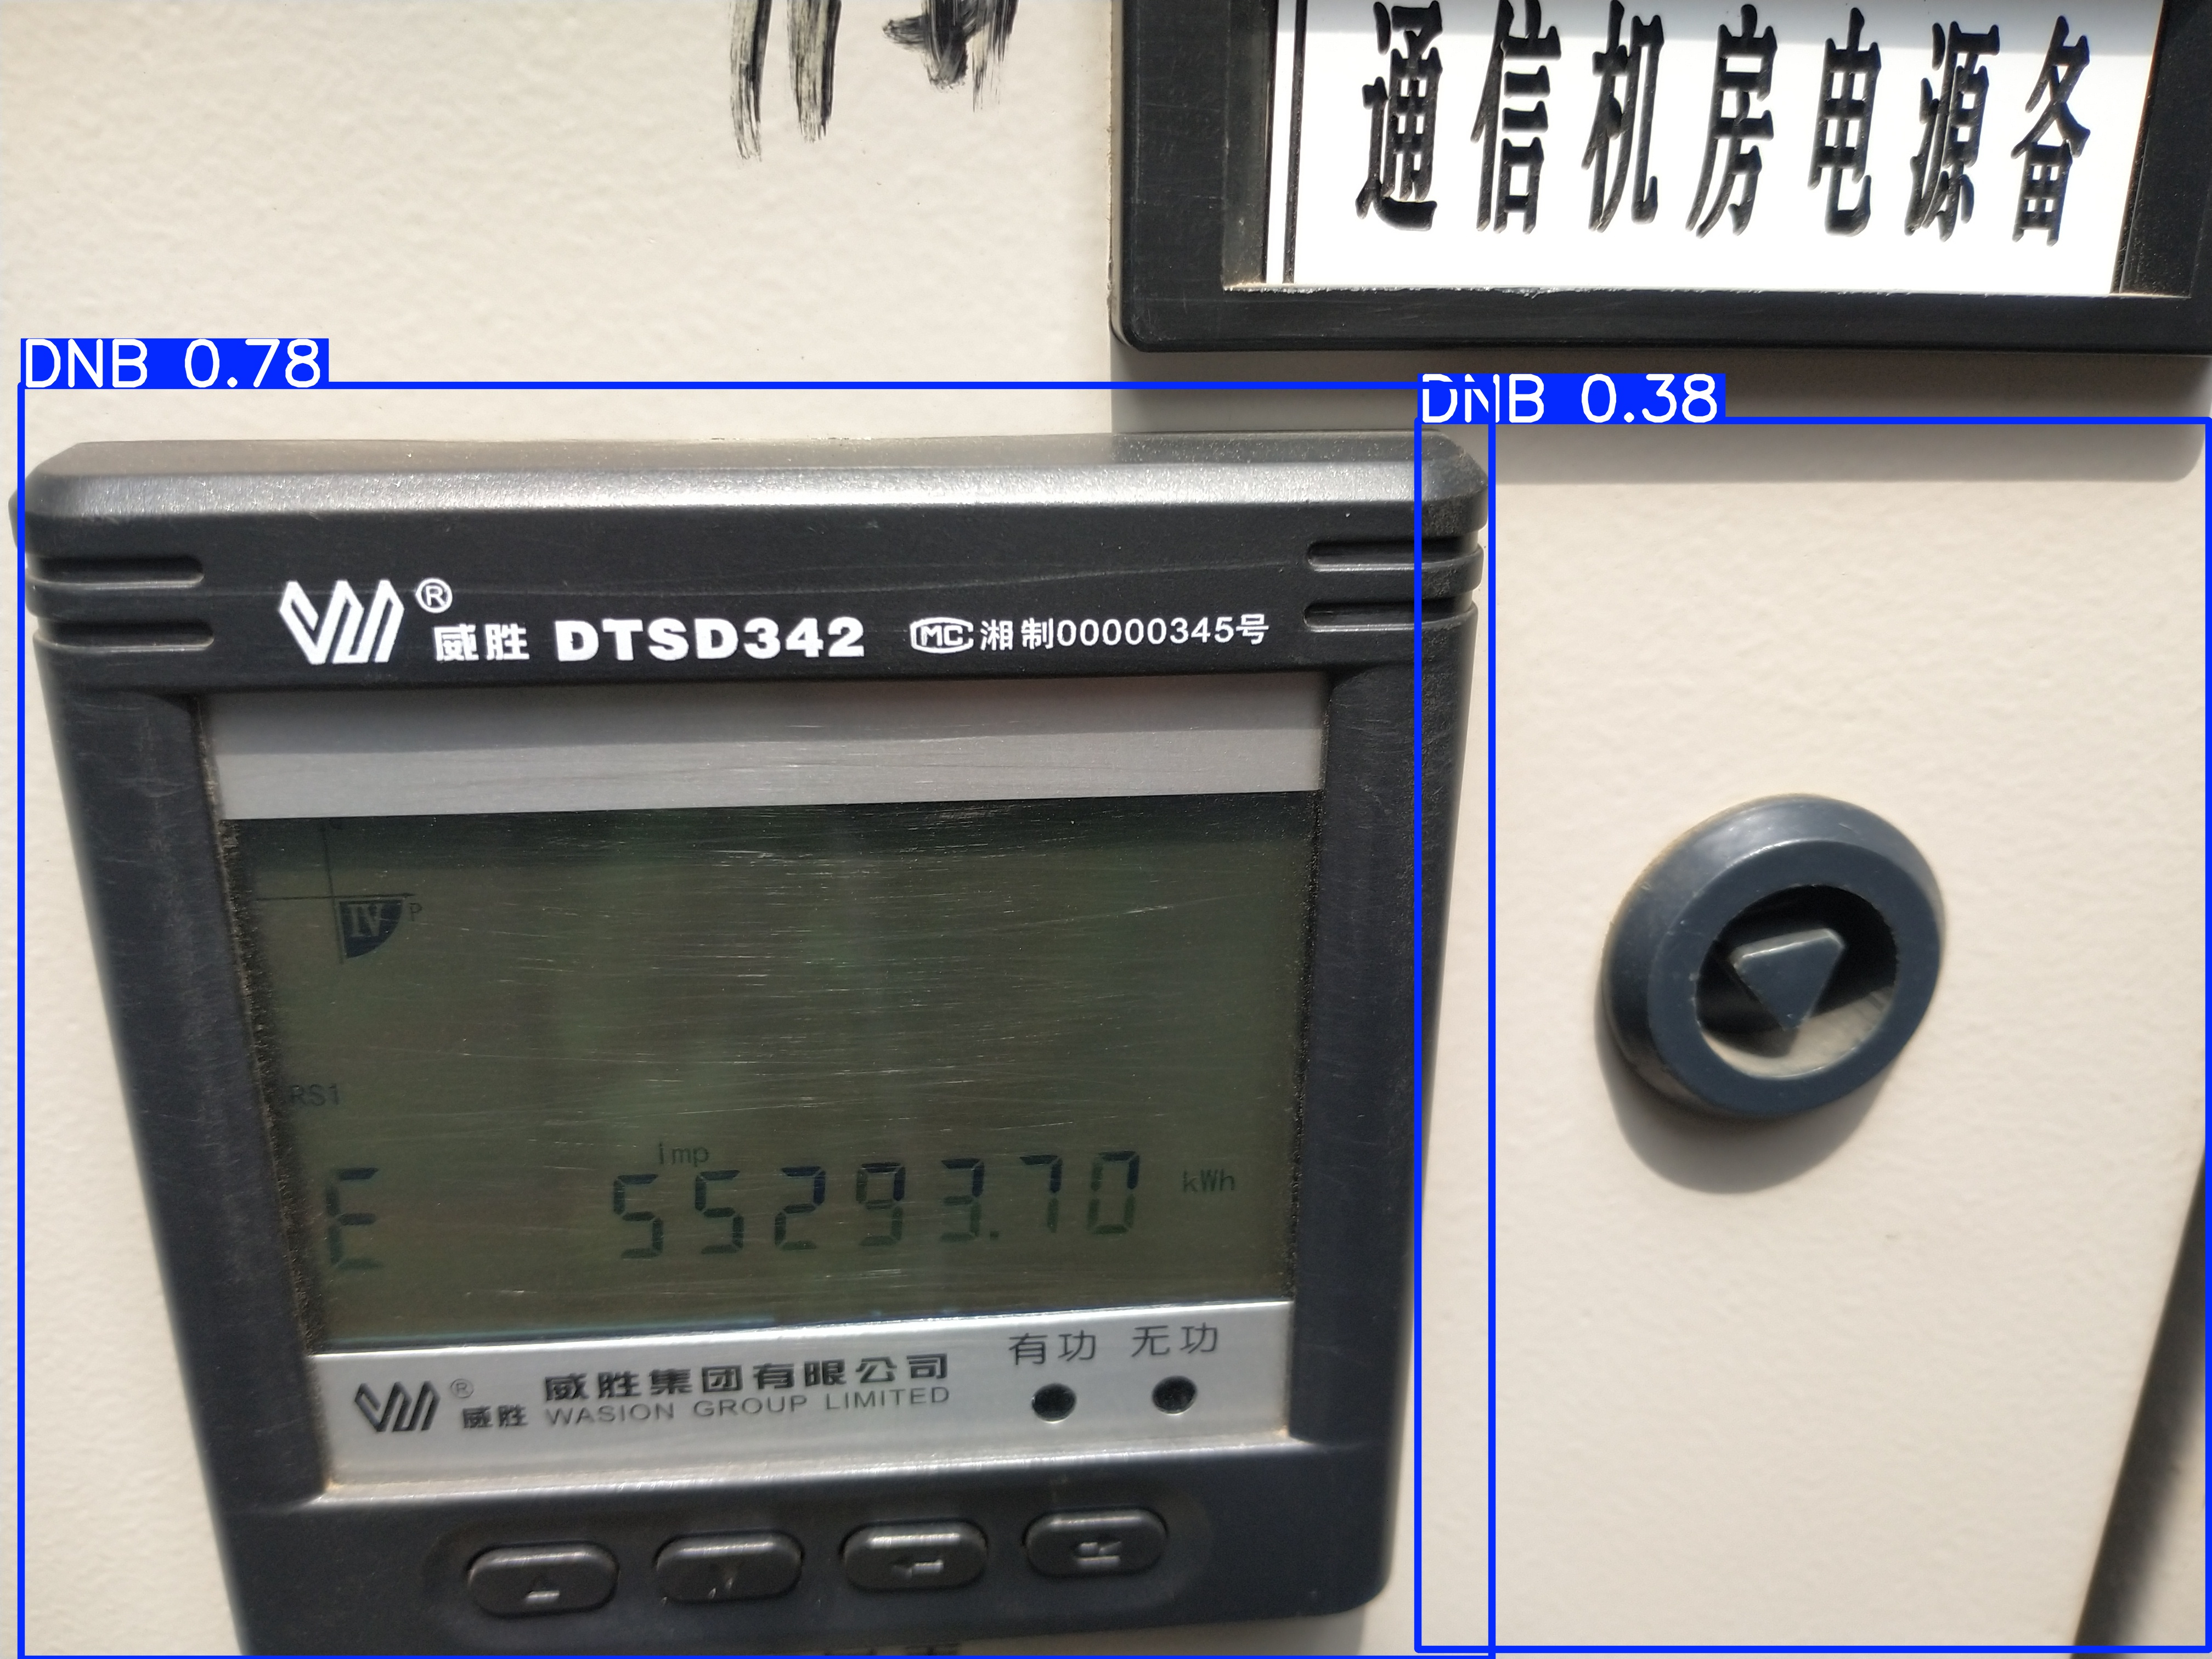 通信机房电源备
DNB 0.78
DNB 0.38
® 威胜 DTSD342 MC 湘制00000345号
IV P
RS1
Imp
E 55293.70 kWh
有功 无功
® 威胜 威胜集团有限公司
WASION GROUP LIMITED